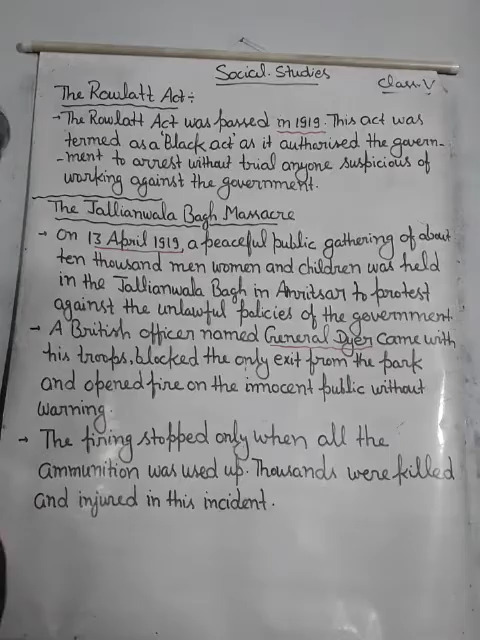 Social Studies
Class-V
The Rowlatt Act:-
→ The Rowlatt Act was passed in 1919. This act was
termed as a 'black act' as it authorised the govern-
-ment to arrest without trial anyone suspicious of
working against the government.
The Jallianwala Bagh Massacre
→ On 13 April 1919, a peaceful public gathering of about
ten thousand men women and children was held
in the Jallianwala Bagh in Amritsar to protest
against the unlawful policies of the government
→ A British officer named General Dyer came with
his troops, blocked the only exit from the park
and opened fire on the innocent public without
warning.
→ The firing stopped only when all the
ammunition was used up. Thousands were killed
and injured in this incident.